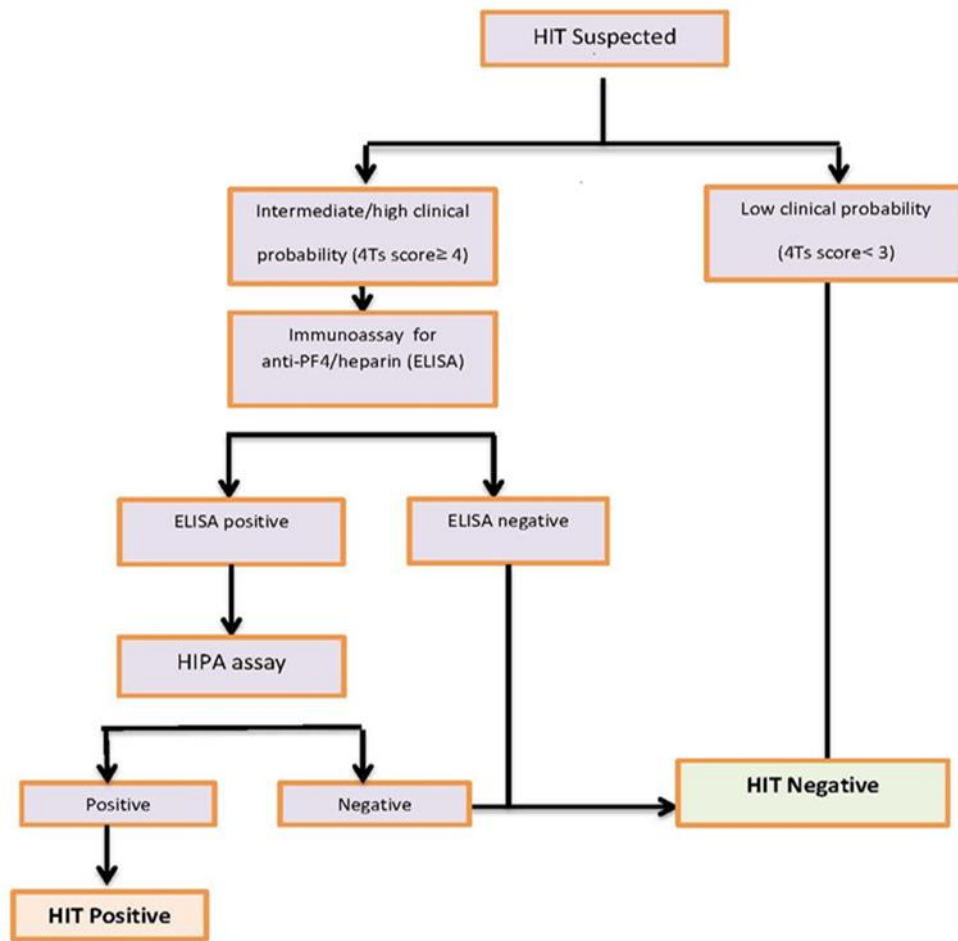 HIT Suspected
Intermediate/high clinical
probability (4Ts score≥ 4)
Low clinical probability
(4Ts score< 3)
Immunoassay for
anti-PF4/heparin (ELISA)
ELISA positive
ELISA negative
HIPA assay
Positive
Negative
HIT Negative
HIT Positive